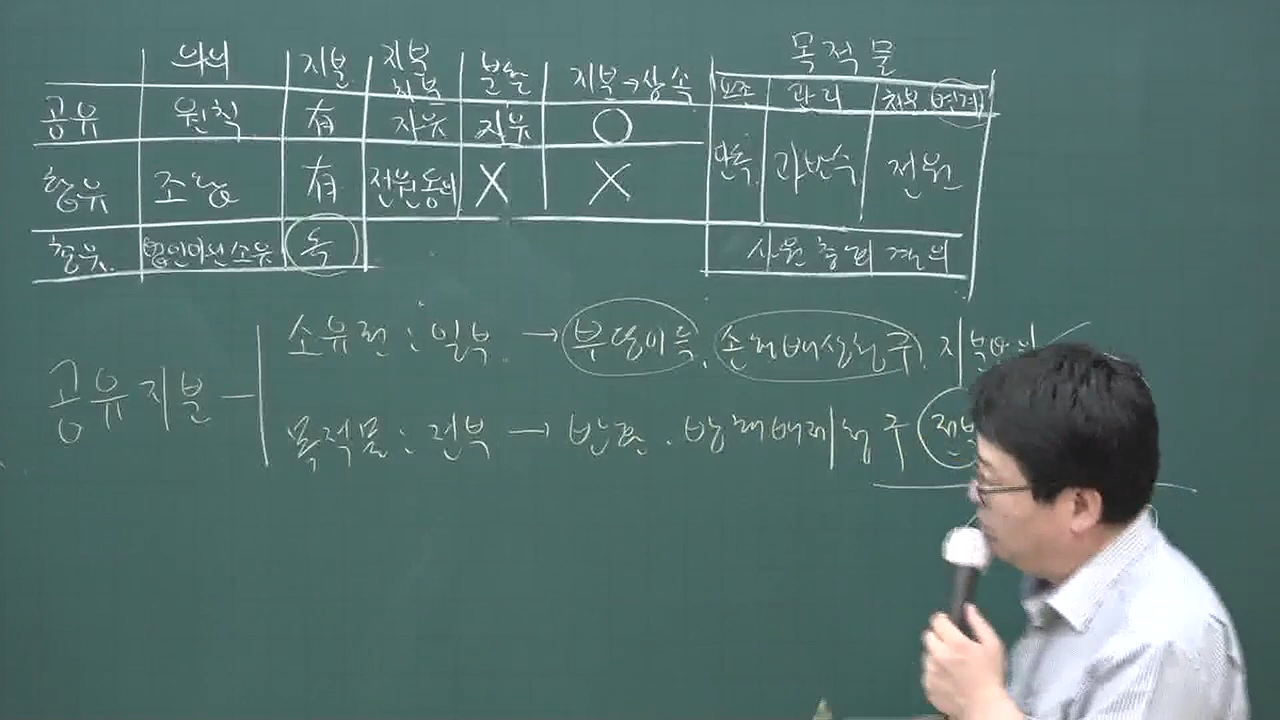 목적물
의의 지분 지분 처분 분할 지분→상속 보존 관리 처분(변경)
공유 원칙 有 자유 자유 ○ 단독 과반수 전원
합유 조합 有 전원동의 X X
총유 법인아닌소유 사원총회 결의
공유지분
소유권 : 일부 → 부당이득, 손해배상청구, 지분
목적물 : 전부 → 반환, 방해배제청구